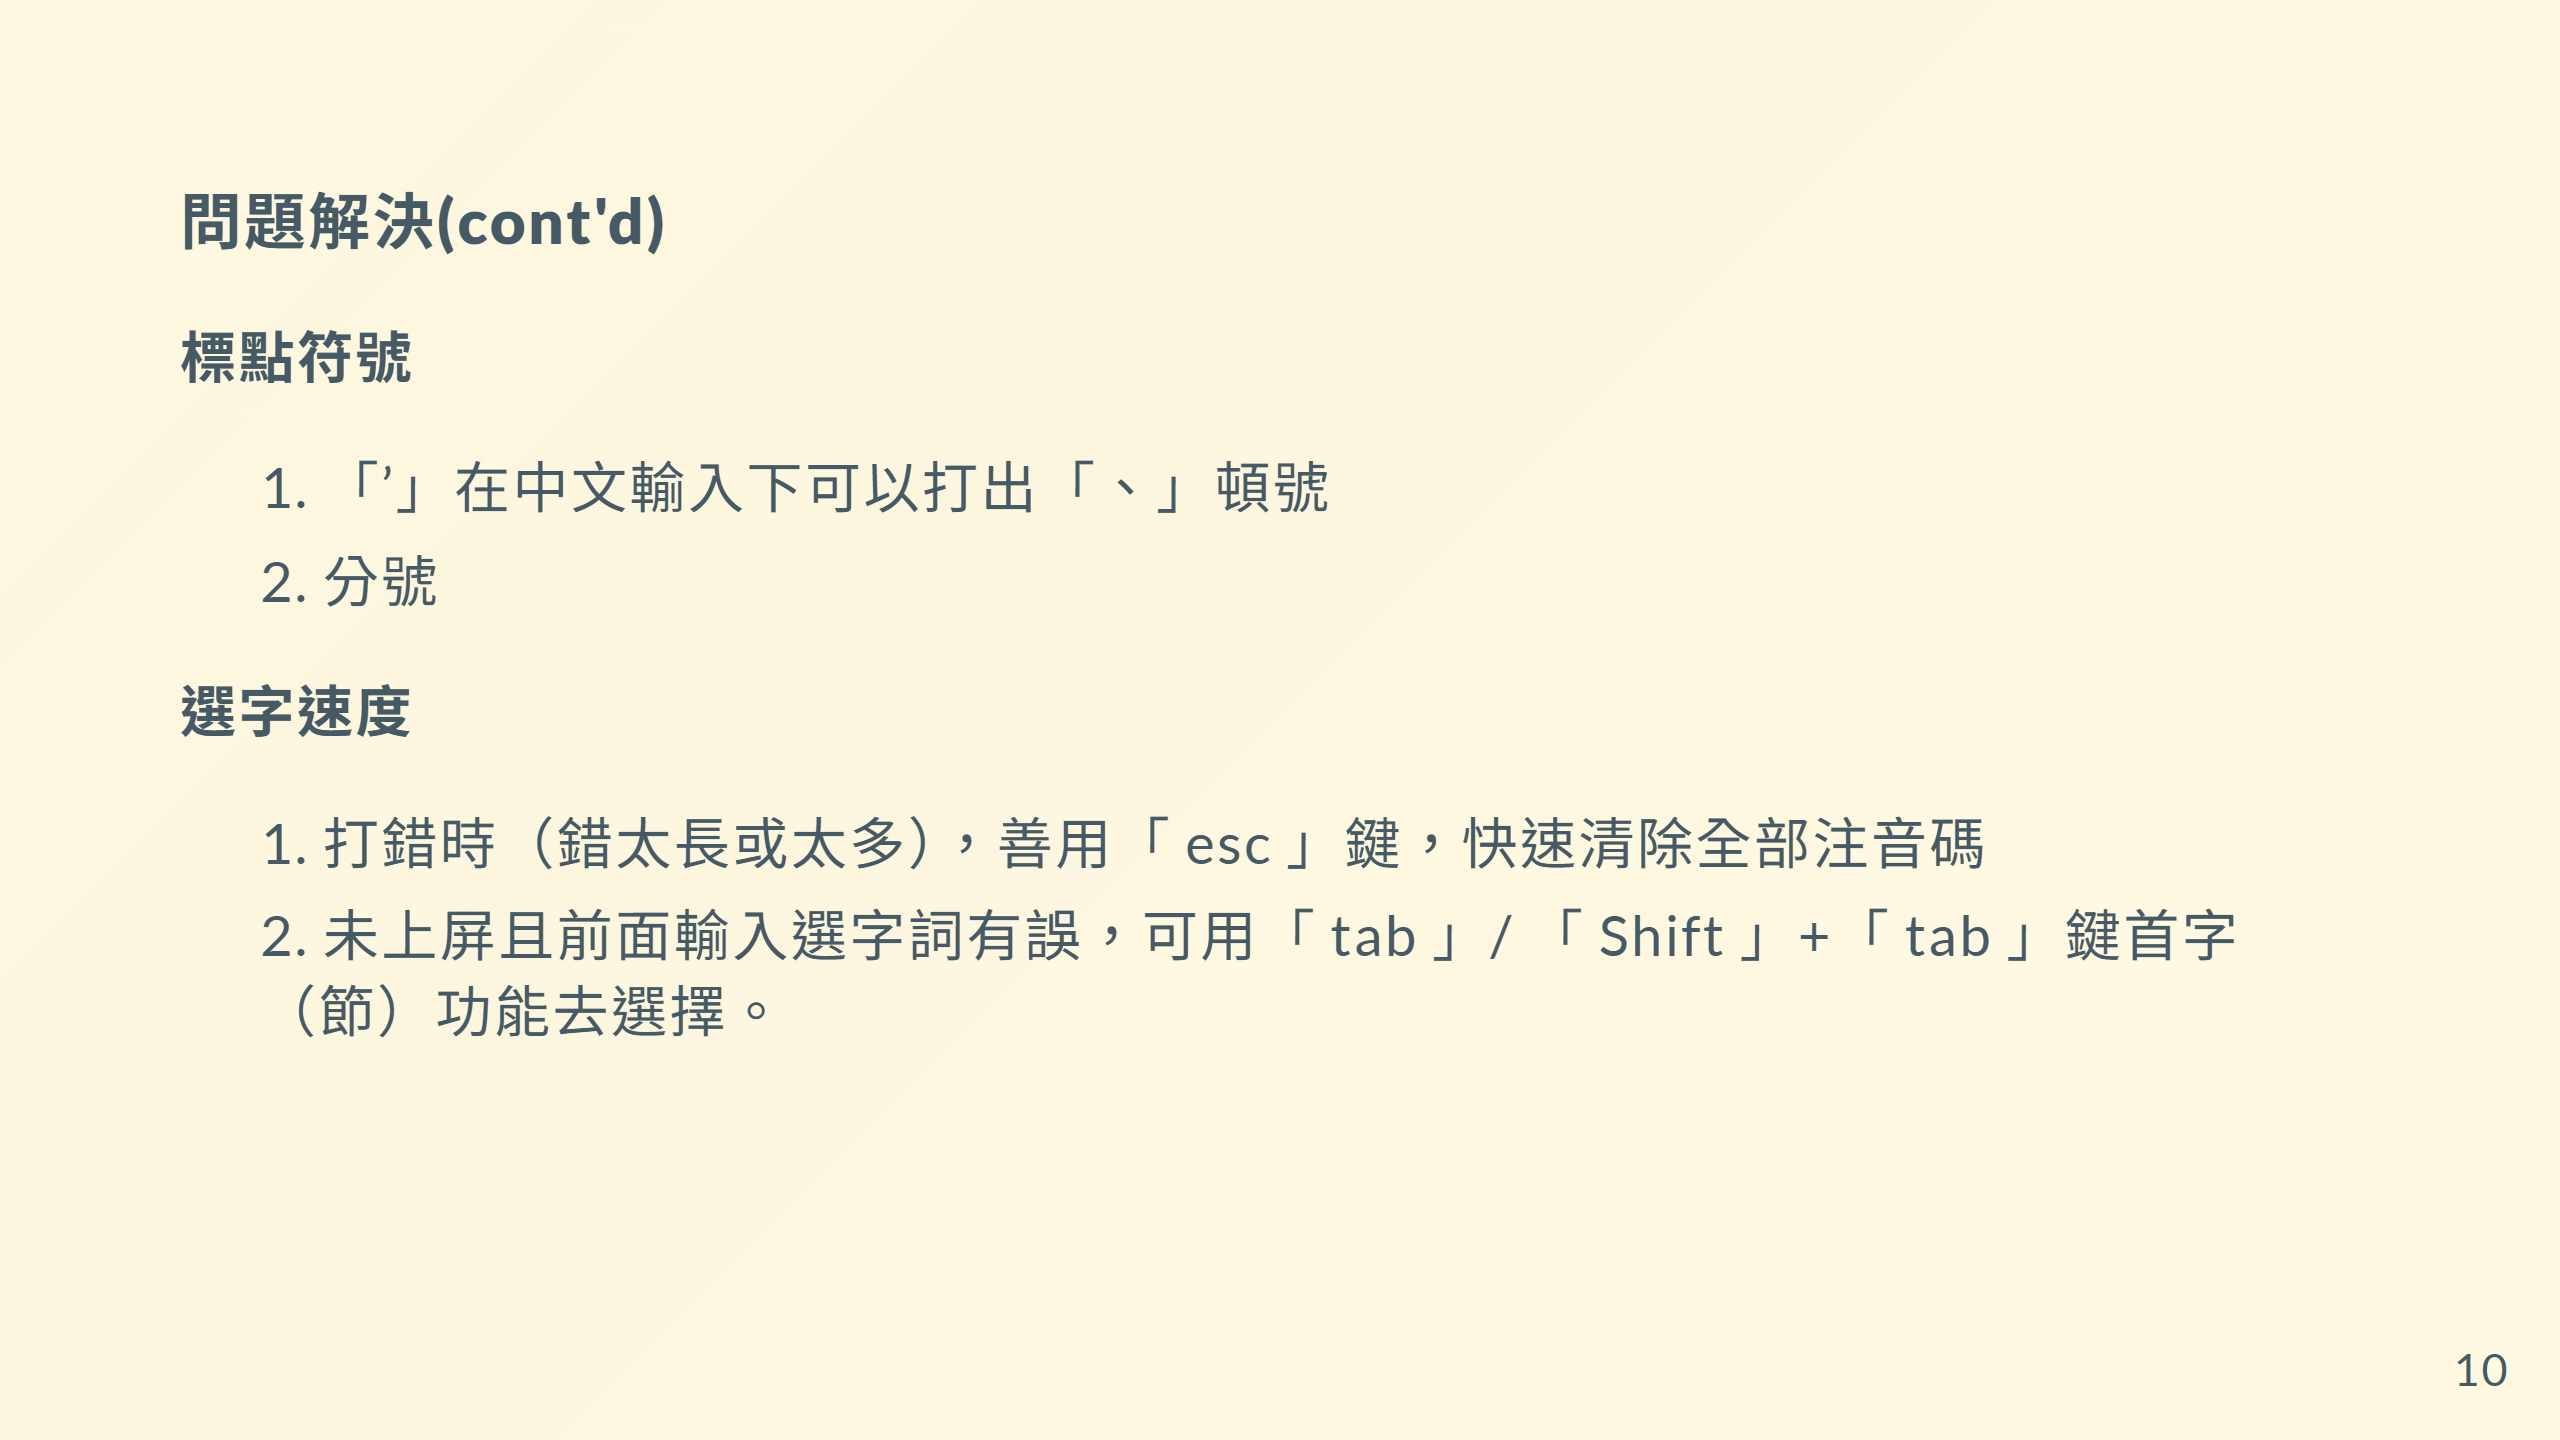 問題解決(cont'd)
標點符號
1. 「’」在中文輸入下可以打出「、」頓號
2. 分號
選字速度
1. 打錯時（錯太長或太多），善用「 esc 」鍵，快速清除全部注音碼
2. 未上屏且前面輸入選字詞有誤，可用「 tab 」/ 「 Shift 」+「 tab 」鍵首字
（節）功能去選擇。
10